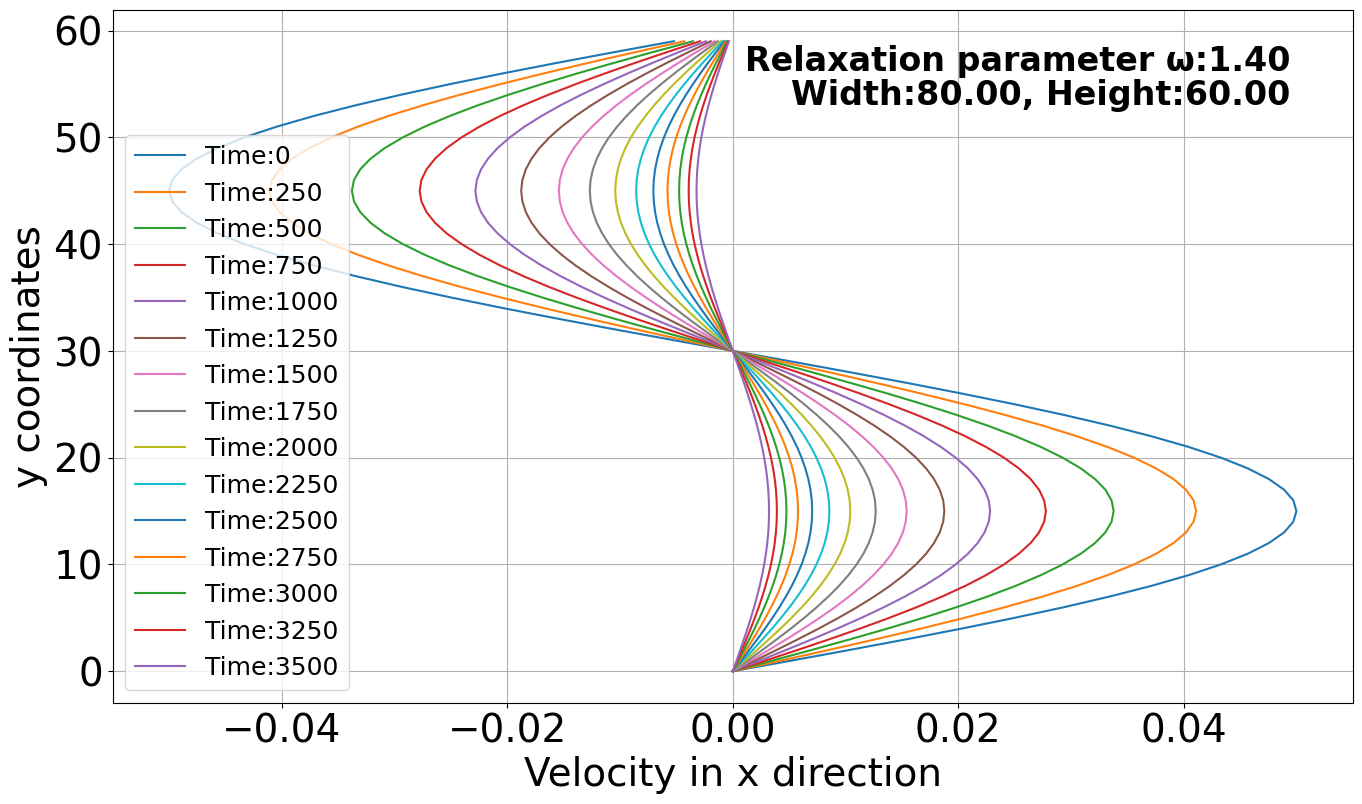 60
50
40
30
20
10
0
y coordinates
Relaxation parameter ω:1.40
Width:80.00, Height:60.00
Time:0
Time:250
Time:500
Time:750
Time:1000
Time:1250
Time:1500
Time:1750
Time:2000
Time:2250
Time:2500
Time:2750
Time:3000
Time:3250
Time:3500
−0.04 −0.02 0.00 0.02 0.04
Velocity in x direction